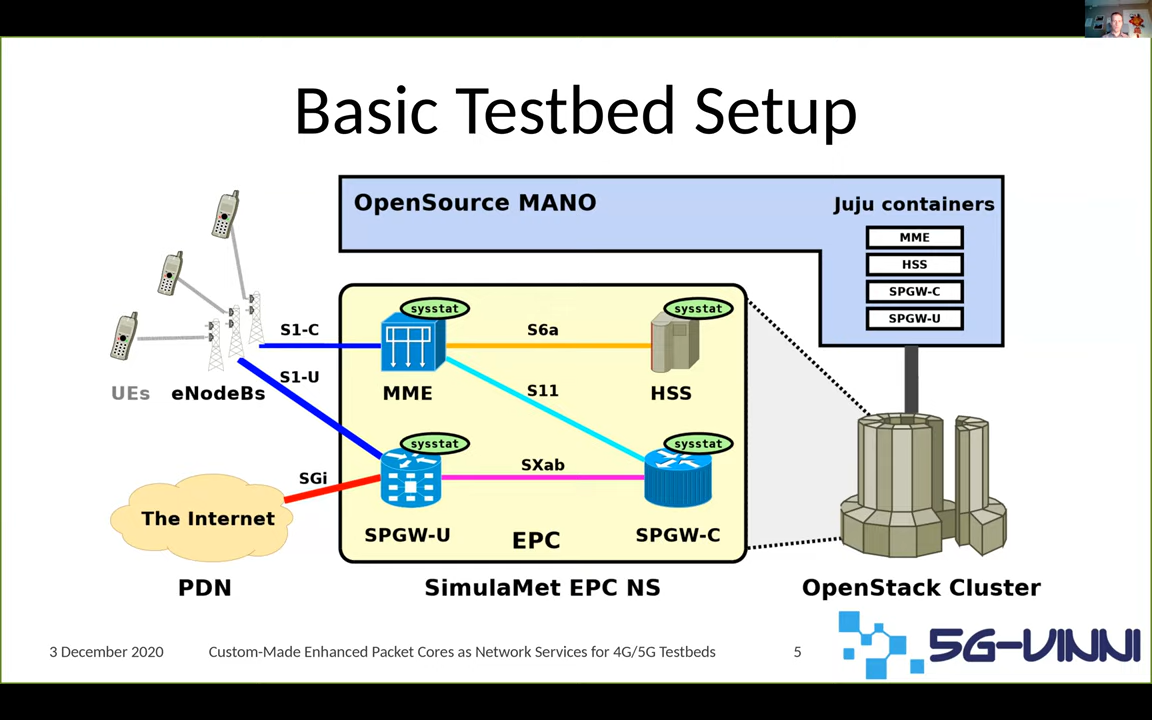 Basic Testbed Setup
OpenSource MANO
Juju containers
MME
HSS
SPGW-C
SPGW-U
sysstat
sysstat
S1-C
S6a
S1-U
S11
UEs
eNodeBs
MME
HSS
sysstat
sysstat
SGi
SXab
The Internet
SPGW-U
EPC
SPGW-C
PDN
SimulaMet EPC NS
OpenStack Cluster
3 December 2020
Custom-Made Enhanced Packet Cores as Network Services for 4G/5G Testbeds
5
5G-VINNI